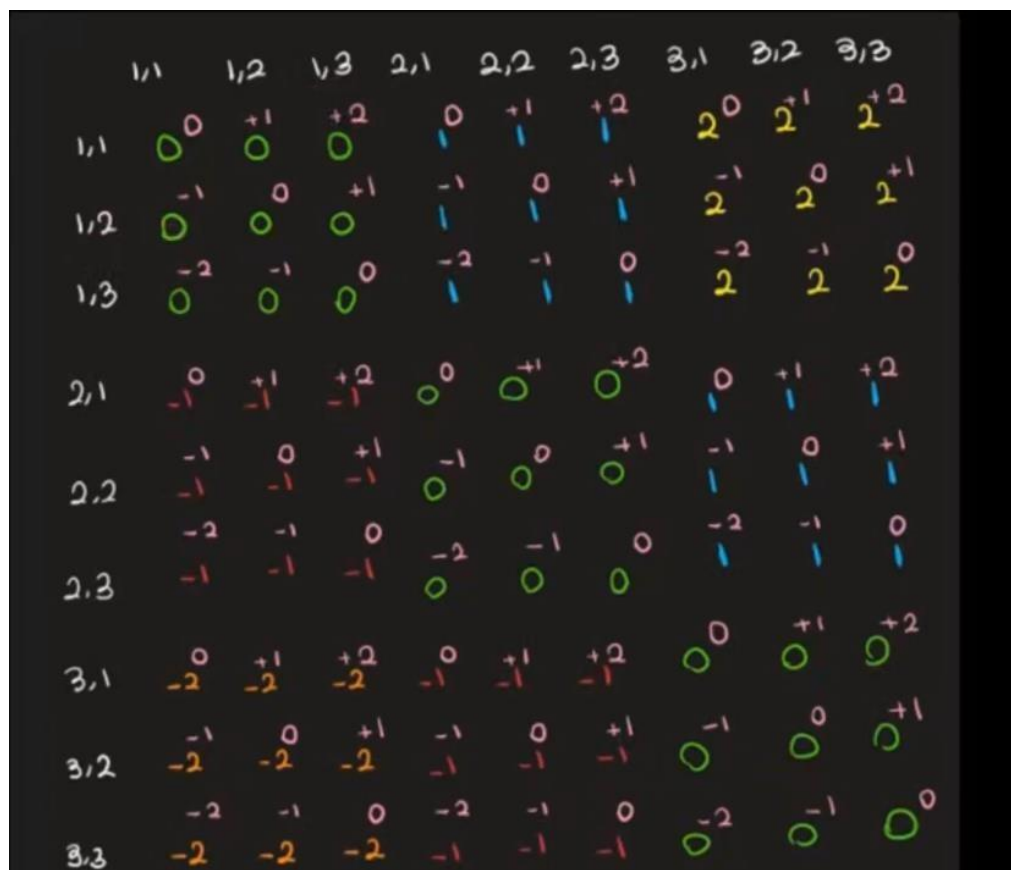 1,1 1,2 1,3 2,1 2,2 2,3 3,1 3,2 3,3
0 +1 +2 0 +1 +2 0 +1 +2
1,1 0 0 0 1 1 1 2 2 2
-1 0 +1 -1 0 +1 -1 0 +1
1,2 0 0 0 1 1 1 2 2 2
-2 -1 0 -2 -1 0 -2 -1 0
1,3 0 0 0 1 1 1 2 2 2
0 +1 +2 0 +1 +2 0 +1 +2
2,1 -1 -1 -1 0 0 0 1 1 1
-1 0 +1 -1 0 +1 -1 0 +1
2,2 -1 -1 -1 0 0 0 1 1 1
-2 -1 0 -2 -1 0 -2 -1 0
2,3 -1 -1 -1 0 0 0 1 1 1
0 +1 +2 0 +1 +2 0 +1 +2
3,1 -2 -2 -2 -1 -1 -1 0 0 0
-1 0 +1 -1 0 +1 -1 0 +1
3,2 -2 -2 -2 -1 -1 -1 0 0 0
-2 -1 0 -2 -1 0 -2 -1 0
3,3 -2 -2 -2 -1 -1 -1 0 0 0